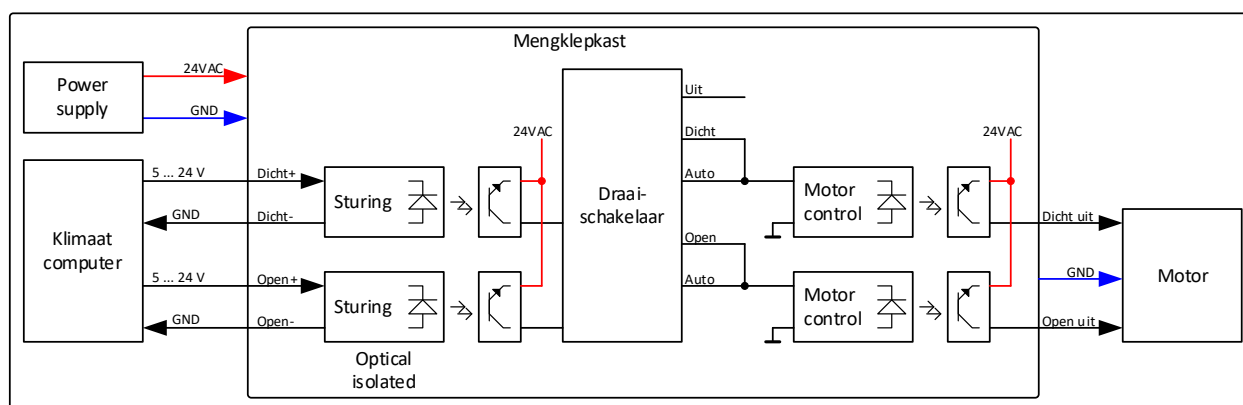 Mengklepkast
Power
supply
24VAC
GND
Klimaat
computer
5 ... 24 V
GND
5 ... 24 V
GND
Dicht+
Dicht-
Open+
Open-
Sturing
Sturing
Optical
isolated
24VAC
Draai-
schakelaar
Uit
Dicht
Auto
Open
Auto
Motor
control
Motor
control
24VAC
Dicht uit
GND
Open uit
Motor